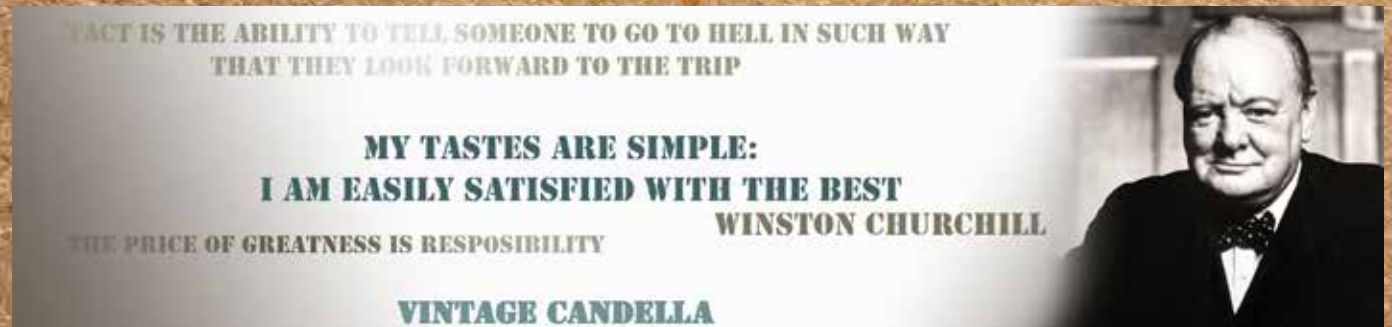 TACT IS THE ABILITY TO TELL SOMEONE TO GO TO HELL IN SUCH WAY
THAT THEY LOOK FORWARD TO THE TRIP
MY TASTES ARE SIMPLE:
I AM EASILY SATISFIED WITH THE BEST
WINSTON CHURCHILL
THE PRICE OF GREATNESS IS RESPOSIBILITY
VINTAGE CANDELLA